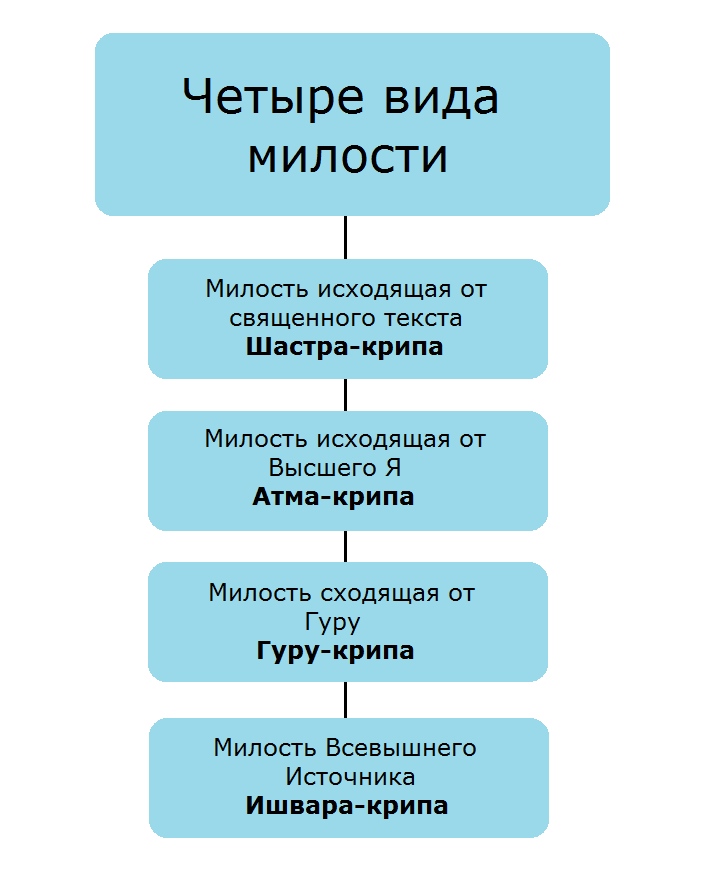 Четыре вида
милости
Милость исходящая от
священного текста
Шастра-крипа
Милость исходящая от
Высшего Я
Атма-крипа
Милость сходящая от
Гуру
Гуру-крипа
Милость Всевышнего
Источника
Ишвара-крипа